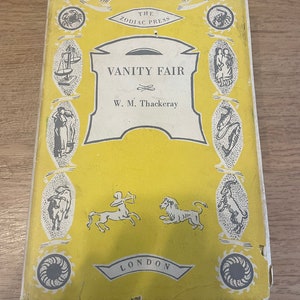 THE
ZODIAC PRESS
VANITY FAIR
W. M. Thackeray
LONDON